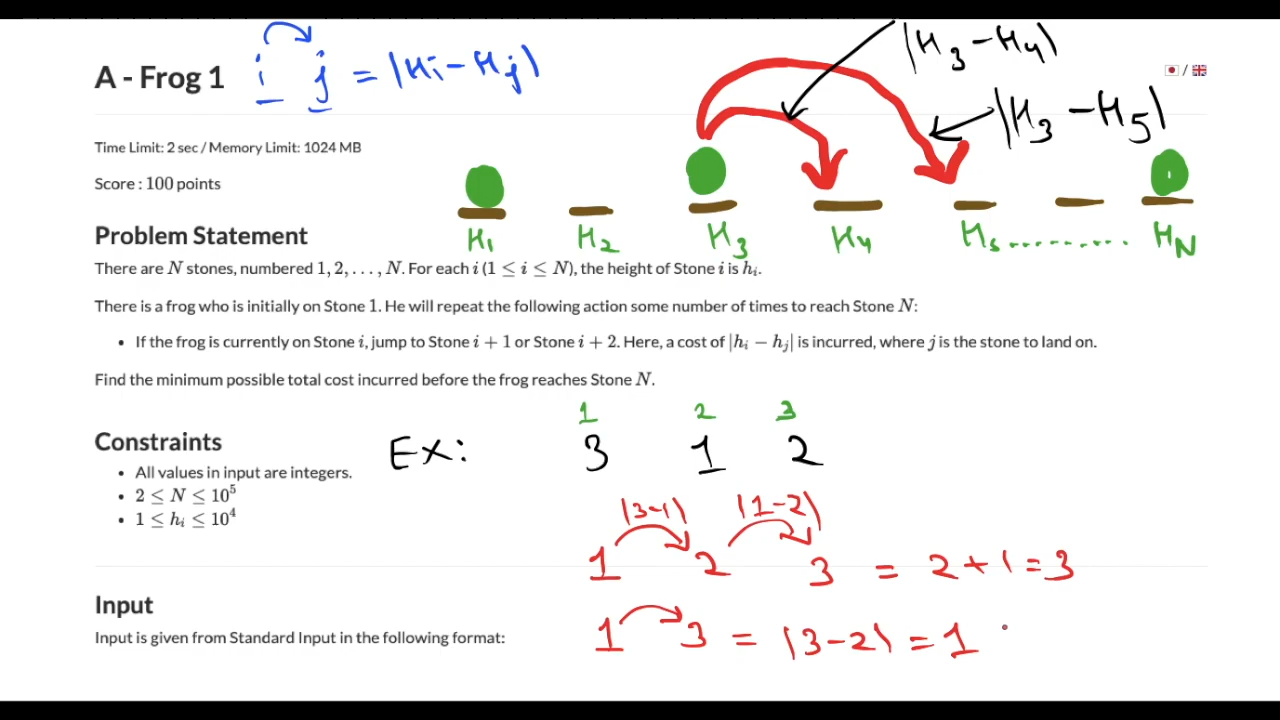 |H3 - H4|
A - Frog 1
i j = |Hi - Hj|
/
|H3 - H5|
Time Limit: 2 sec / Memory Limit: 1024 MB
Score : 100 points
H1 H2 H3 H4 H5 .......... HN
Problem Statement
There are N stones, numbered 1, 2, . . . , N. For each i (1 ≤ i ≤ N), the height of Stone i is hi.
There is a frog who is initially on Stone 1. He will repeat the following action some number of times to reach Stone N:
• If the frog is currently on Stone i, jump to Stone i + 1 or Stone i + 2. Here, a cost of |hi − hj| is incurred, where j is the stone to land on.
Find the minimum possible total cost incurred before the frog reaches Stone N.
1 2 3
Constraints
EX: 3 1 2
• All values in input are integers.
• 2 ≤ N ≤ 10^5
• 1 ≤ hi ≤ 10^4
|3-1| |1-2|
1 2 3 = 2 + 1 = 3
Input
1 3 = |3-2| = 1
Input is given from Standard Input in the following format: